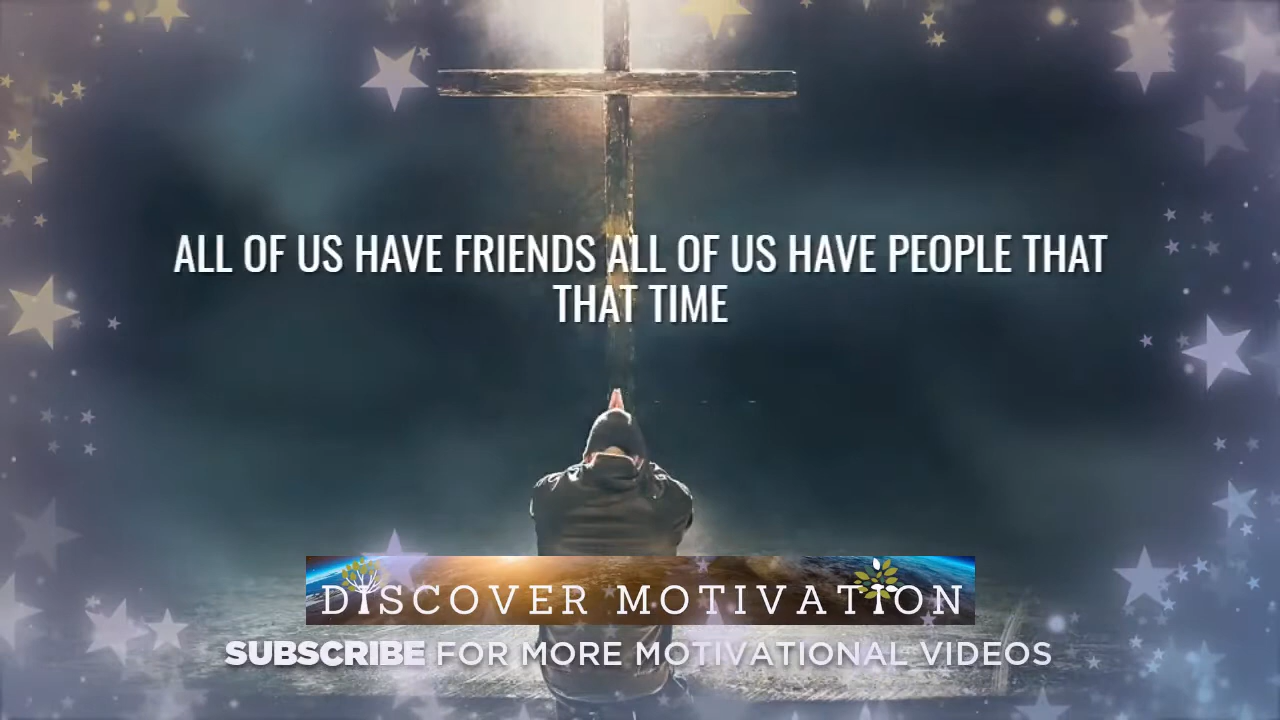 ALL OF US HAVE FRIENDS ALL OF US HAVE PEOPLE THAT
THAT TIME
DISCOVER MOTIVATION
SUBSCRIBE FOR MORE MOTIVATIONAL VIDEOS